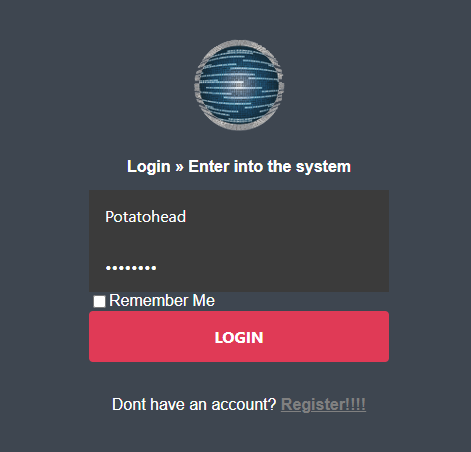 Login » Enter into the system
Potatohead
••••••••
Remember Me
LOGIN
Dont have an account? Register!!!!